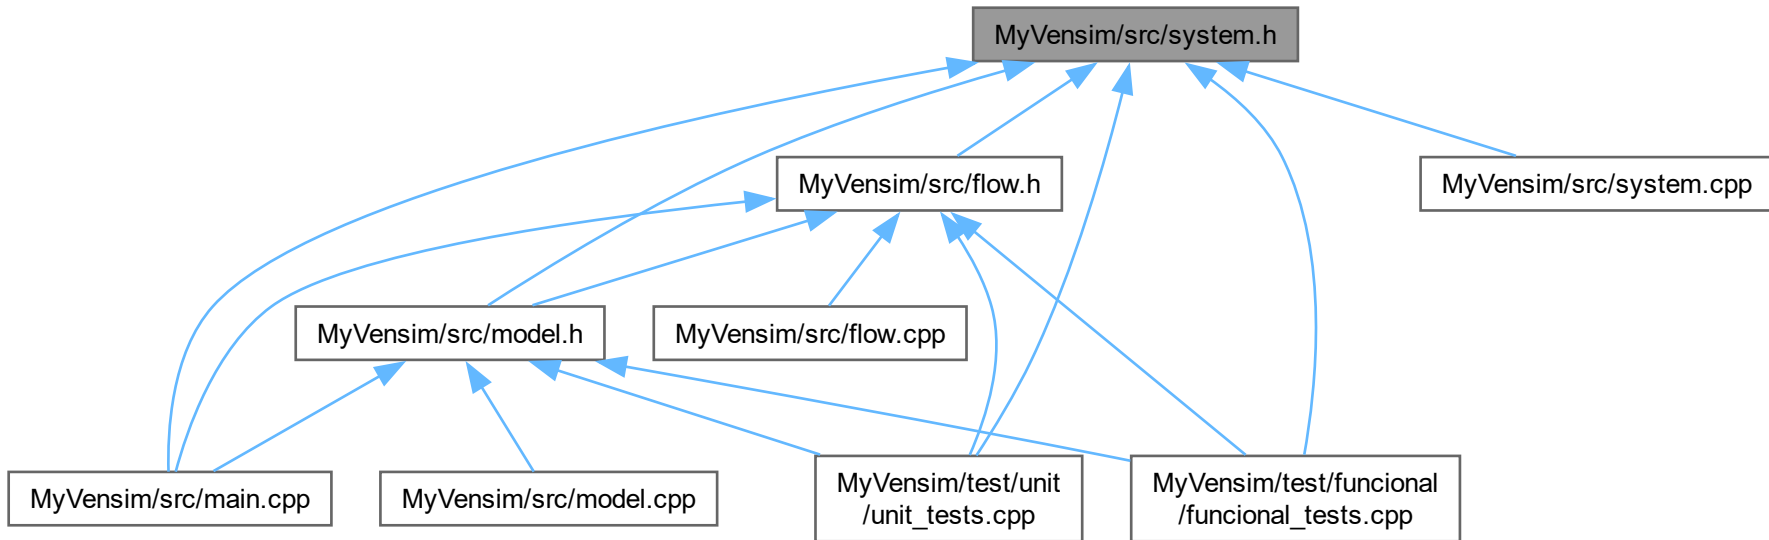 MyVensim/src/system.h
MyVensim/src/flow.h
MyVensim/src/system.cpp
MyVensim/src/model.h
MyVensim/src/flow.cpp
MyVensim/src/main.cpp
MyVensim/src/model.cpp
MyVensim/test/unit
/unit_tests.cpp
MyVensim/test/funcional
/funcional_tests.cpp